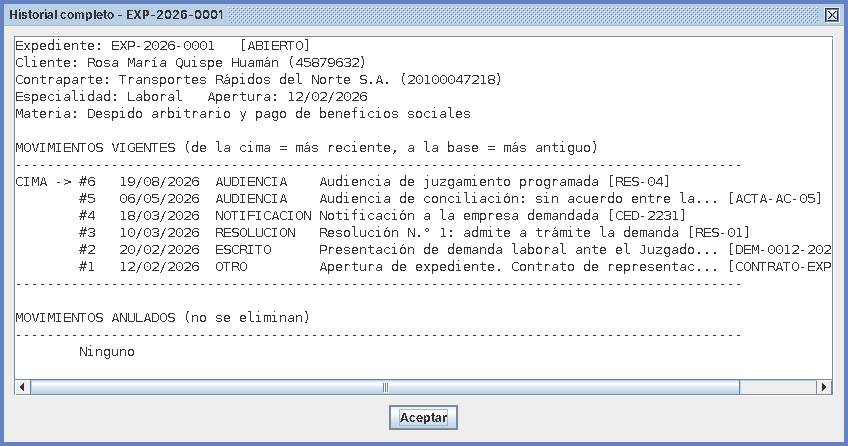 Historial completo - EXP-2026-0001
Expediente: EXP-2026-0001   [ABIERTO]
Cliente: Rosa María Quispe Huamán (45879632)
Contraparte: Transportes Rápidos del Norte S.A. (20100047218)
Especialidad: Laboral   Apertura: 12/02/2026
Materia: Despido arbitrario y pago de beneficios sociales
MOVIMIENTOS VIGENTES (de la cima = más reciente, a la base = más antiguo)
-------------------------------------------------------------------------------------------
CIMA -> #6   19/08/2026  AUDIENCIA    Audiencia de juzgamiento programada [RES-04]
#5   06/05/2026  AUDIENCIA    Audiencia de conciliación: sin acuerdo entre la... [ACTA-AC-05]
#4   18/03/2026  NOTIFICACION Notificación a la empresa demandada [CED-2231]
#3   10/03/2026  RESOLUCION   Resolución N.° 1: admite a trámite la demanda [RES-01]
#2   20/02/2026  ESCRITO      Presentación de demanda laboral ante el Juzgado... [DEM-0012-202
#1   12/02/2026  OTRO         Apertura de expediente. Contrato de representac... [CONTRATO-EXP
-------------------------------------------------------------------------------------------
MOVIMIENTOS ANULADOS (no se eliminan)
-------------------------------------------------------------------------------------------
Ninguno
Aceptar